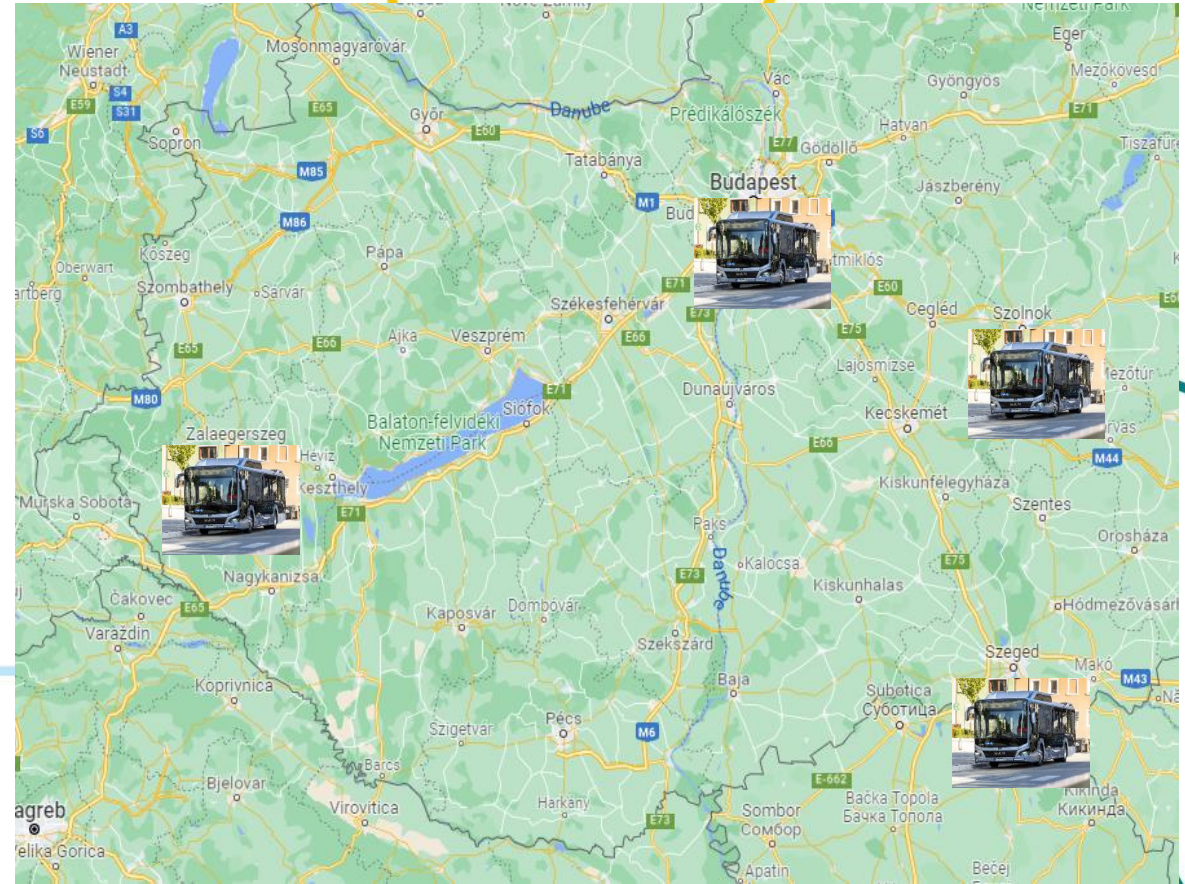 A3
Wiener
Neustadt
S4
E59
S31
S6
Sopron
Mosonmagyaróvár
E65
Győr
E60
Danube
Vác
Prédikálószék
E77
Gödöllő
Hatvan
Gyöngyös
Eger
Mezőkövesd
E71
Tatabánya
M85
M1
Budapest
Jászberény
M86
Kőszeg
Oberwart
Szombathely
Sárvár
Pápa
E71
E60
Székesfehérvár
E73
Cegléd
Szolnok
E65
E66
Ajka
Veszprém
E66
E75
Lajosmizse
M80
E71
Siófok
Dunaújváros
Balaton-felvidéki
Nemzeti Park
Kecskemét
E66
Zalaegerszeg
Hévíz
Keszthely
M44
Murska Sobota
E71
Kiskunfélegyháza
Szentes
Paks
Orosháza
Danube
Kalocsa
E75
Nagykanizsa
E73
Kiskunhalas
Čakovec
E65
Kaposvár
Dombóvár
Varaždin
Szekszárd
Szeged
Makó
M43
Koprivnica
Baja
Subotica
Суботица
Szigetvár
Pécs
M6
Barcs
E-662
Bjelovar
Virovitica
Harkány
E73
Sombor
Сомбор
Bačka Topola
Бачка Топола
Kikinda
Кикинда
Velika Gorica
Apatin
Bečej